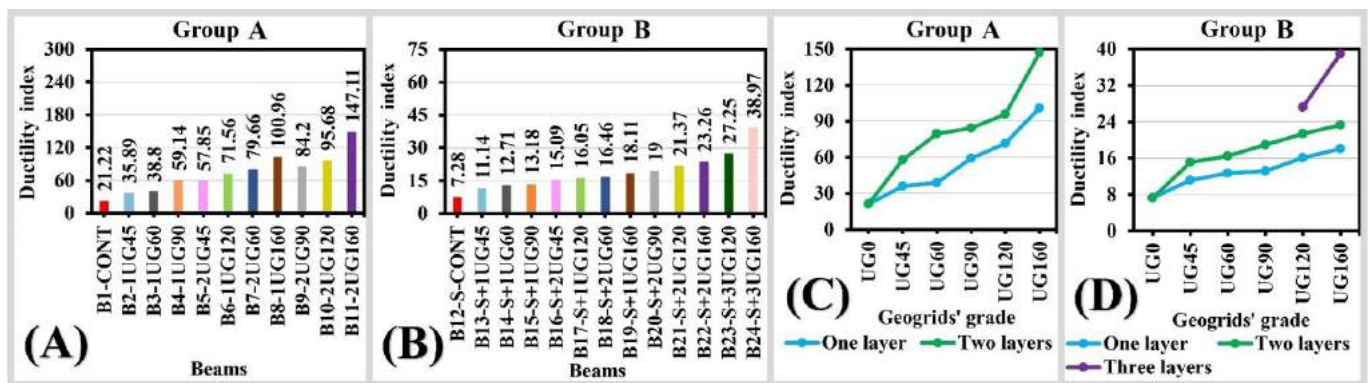 Group A
Ductility index
300
240
180
120
60
0
21.22
35.89
38.8
59.14
57.85
71.56
79.66
100.96
84.2
95.68
147.11
B1-CONT
B2-1UG45
B3-1UG60
B4-1UG90
B5-2UG45
B6-1UG120
B7-2UG60
B8-1UG160
B9-2UG90
B10-2UG120
B11-2UG160
(A)
Beams
Group B
Ductility index
75
60
45
30
15
0
7.28
11.14
12.71
13.18
15.09
16.05
16.46
18.11
19
21.37
23.26
27.25
38.97
B12-S-CONT
B13-S+1UG45
B14-S+1UG60
B15-S+1UG90
B16-S+2UG45
B17-S+1UG120
B18-S+2UG60
B19-S+1UG160
B20-S+2UG90
B21-S+2UG120
B22-S+2UG160
B23-S+3UG120
B24-S+3UG160
(B)
Beams
Group A
Ductility index
150
120
90
60
30
0
UG0
UG45
UG60
UG90
UG120
UG160
(C)
Geogrids' grade
One layer
Two layers
Group B
Ductility index
40
32
24
16
8
0
UG0
UG45
UG60
UG90
UG120
UG160
(D)
Geogrids' grade
One layer
Two layers
Three layers